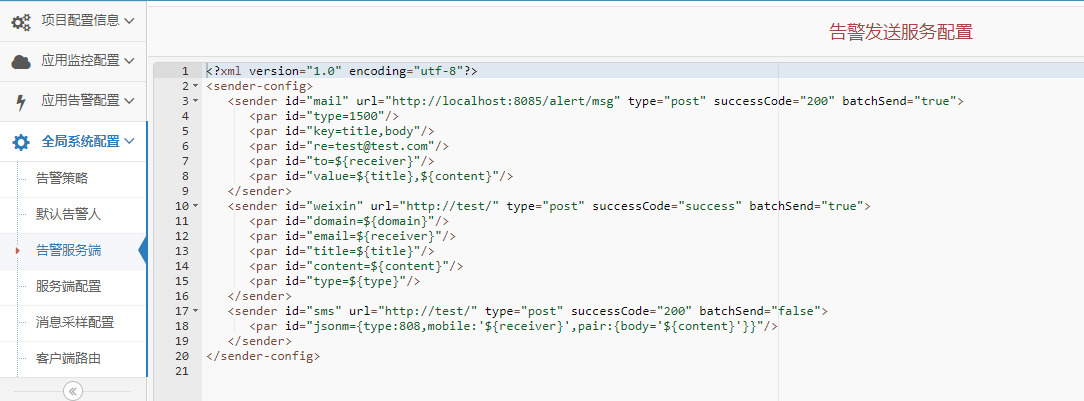 项目配置信息
应用监控配置
应用告警配置
全局系统配置
告警策略
默认告警人
告警服务端
服务端配置
消息采样配置
客户端路由
告警发送服务配置
1 <?xml version="1.0" encoding="utf-8"?>
2 <sender-config>
3 <sender id="mail" url="http://localhost:8085/alert/msg" type="post" successCode="200" batchSend="true">
4 <par id="type=1500"/>
5 <par id="key=title,body"/>
6 <par id="re=test@test.com"/>
7 <par id="to=${receiver}"/>
8 <par id="value=${title},${content}"/>
9 </sender>
10 <sender id="weixin" url="http://test/" type="post" successCode="success" batchSend="true">
11 <par id="domain=${domain}"/>
12 <par id="email=${receiver}"/>
13 <par id="title=${title}"/>
14 <par id="content=${content}"/>
15 <par id="type=${type}"/>
16 </sender>
17 <sender id="sms" url="http://test/" type="post" successCode="200" batchSend="false">
18 <par id="jsonm={type:808,mobile:'${receiver}',pair:{body='${content}'}}"/>
19 </sender>
20 </sender-config>
21